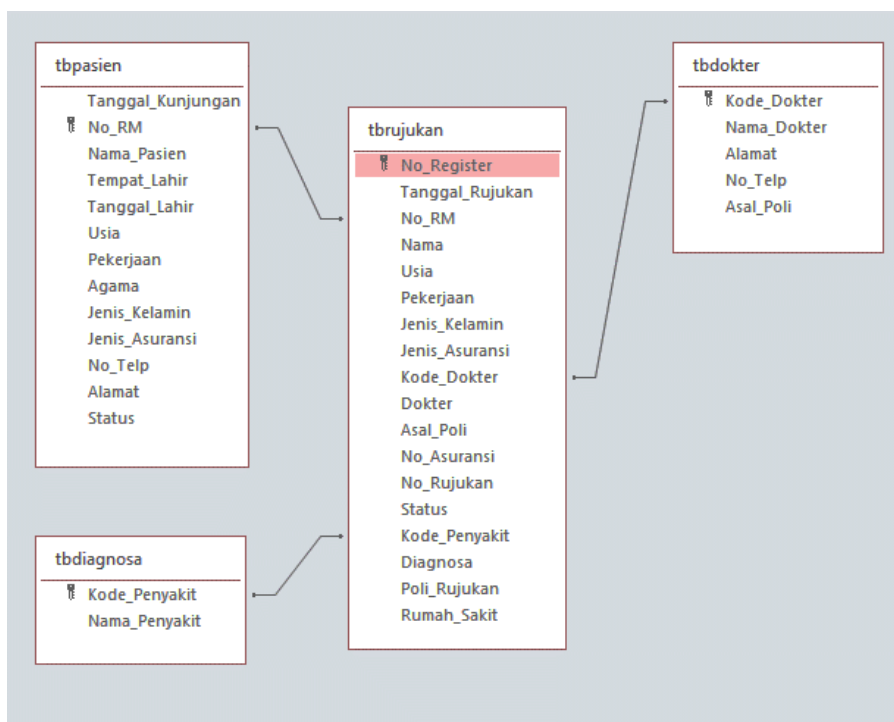 tbpasien
Tanggal_Kunjungan
No_RM
Nama_Pasien
Tempat_Lahir
Tanggal_Lahir
Usia
Pekerjaan
Agama
Jenis_Kelamin
Jenis_Asuransi
No_Telp
Alamat
Status
tbdiagnosa
Kode_Penyakit
Nama_Penyakit
tbrujukan
No_Register
Tanggal_Rujukan
No_RM
Nama
Usia
Pekerjaan
Jenis_Kelamin
Jenis_Asuransi
Kode_Dokter
Dokter
Asal_Poli
No_Asuransi
No_Rujukan
Status
Kode_Penyakit
Diagnosa
Poli_Rujukan
Rumah_Sakit
tbdokter
Kode_Dokter
Nama_Dokter
Alamat
No_Telp
Asal_Poli